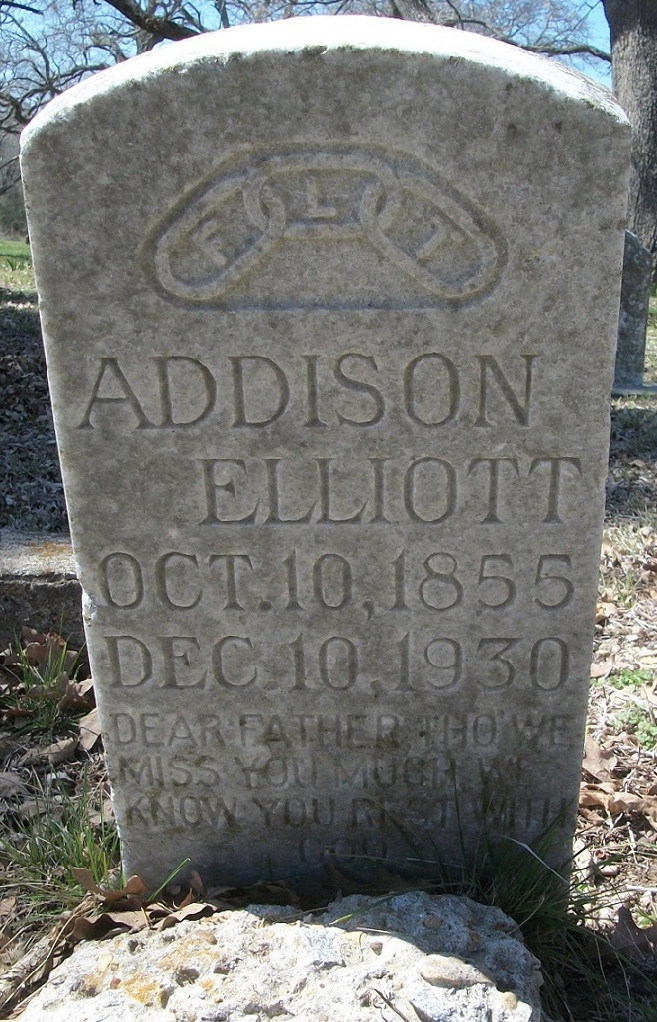 F L T
ADDISON
ELLIOTT
OCT. 10, 1855
DEC. 10, 1930
DEAR FATHER THO' WE
MISS YOU MUCH, WE
KNOW YOU REST WITH
GOD